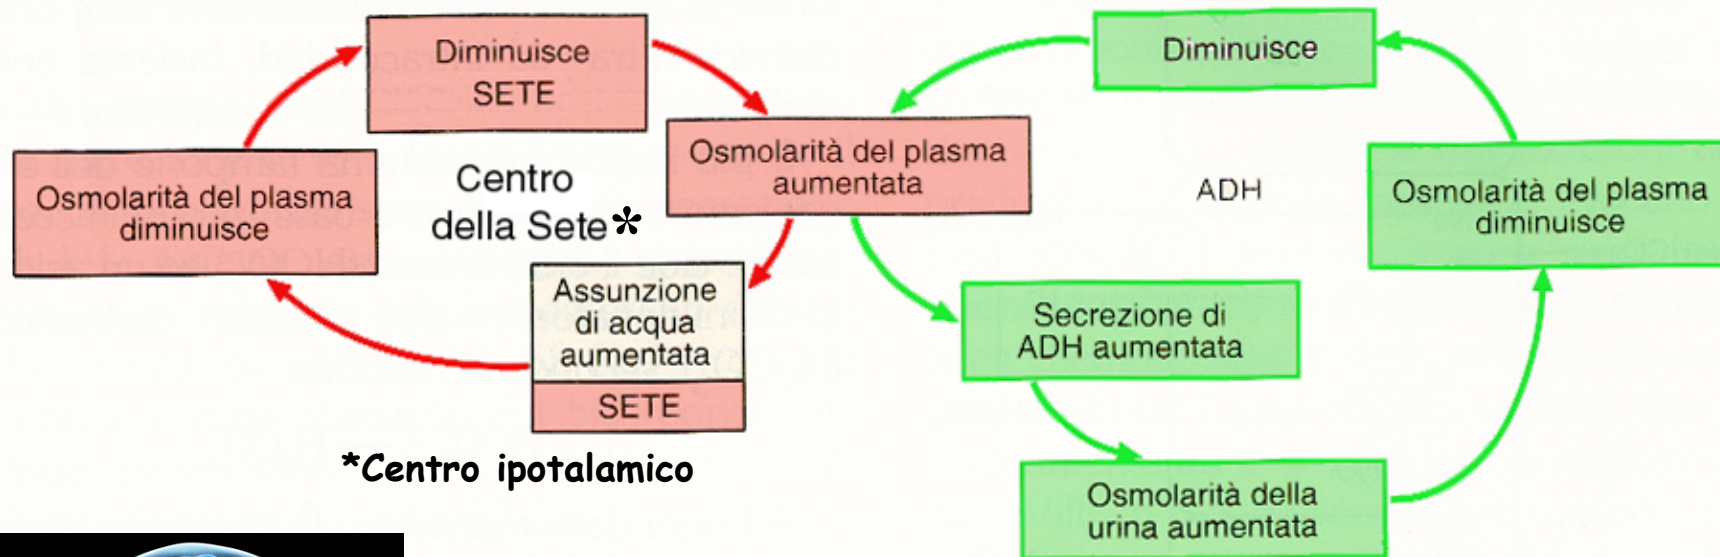 Diminuisce
SETE
Diminuisce
Osmolarità del plasma
aumentata
Osmolarità del plasma
diminuisce
Centro
della Sete*
ADH
Osmolarità del plasma
diminuisce
Assunzione
di acqua
aumentata
SETE
Secrezione di
ADH aumentata
*Centro ipotalamico
Osmolarità della
urina aumentata